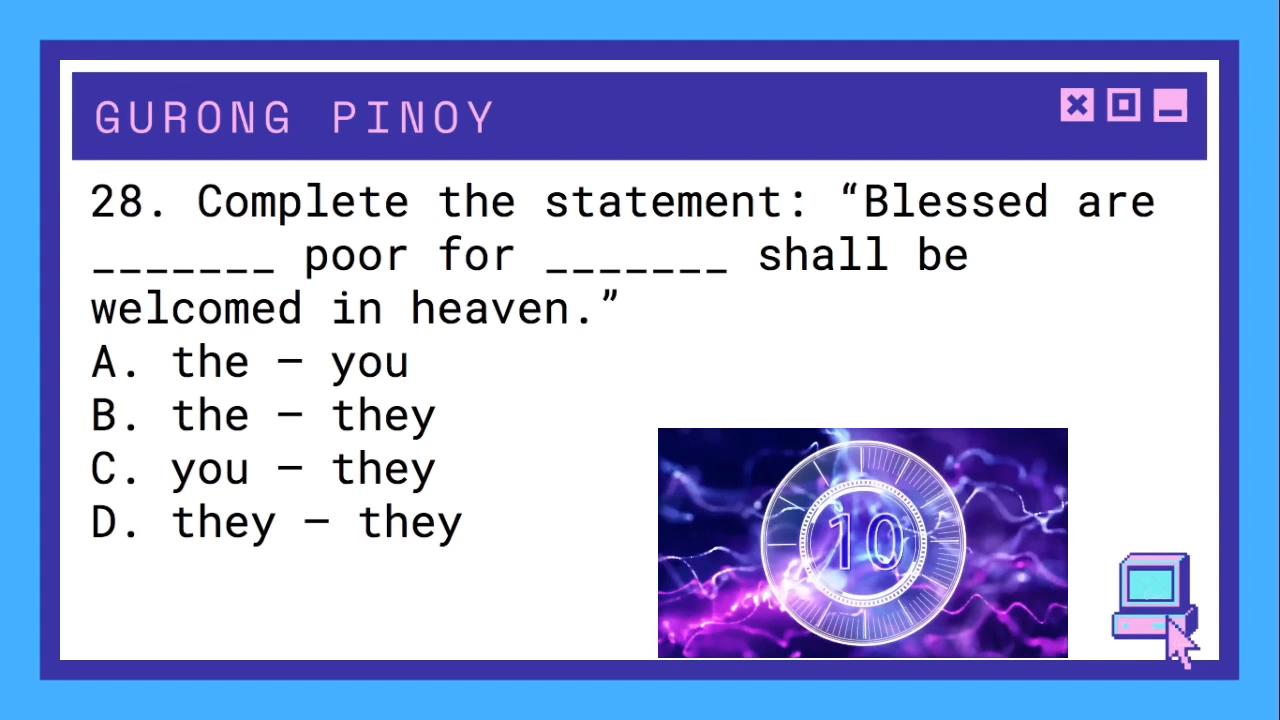 GURONG PINOY
28. Complete the statement: “Blessed are
_______ poor for _______ shall be
welcomed in heaven.”
A. the – you
B. the – they
C. you – they
D. they – they
10